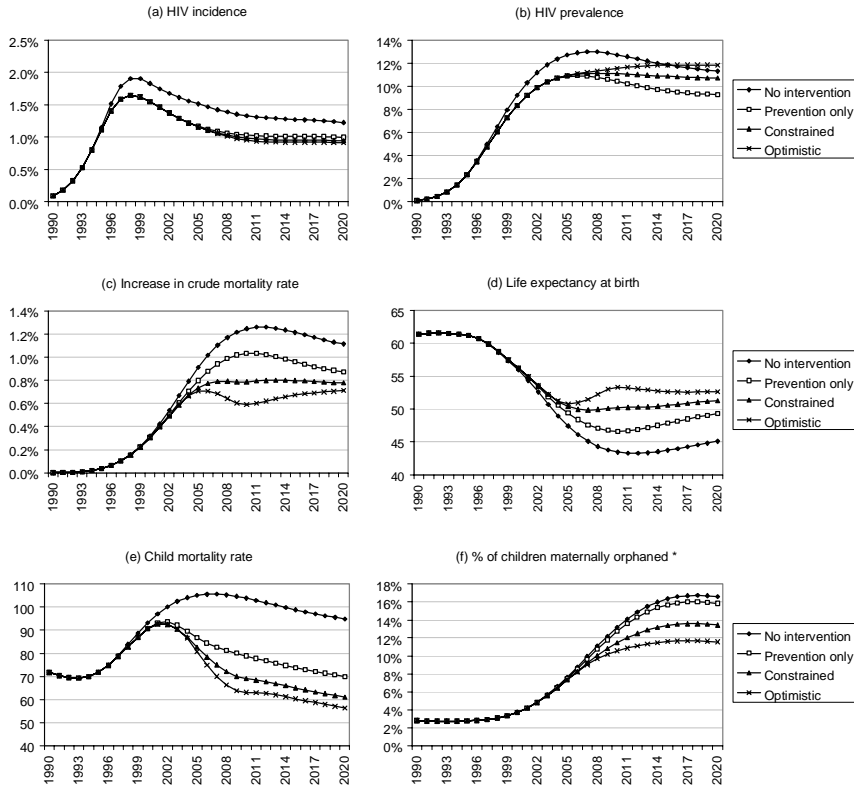 (a) HIV incidence
2.5%
2.0%
1.5%
1.0%
0.5%
0.0%
1990 1993 1996 1999 2002 2005 2008 2011 2014 2017 2020
(b) HIV prevalence
14%
12%
10%
8%
6%
4%
2%
0%
1990 1993 1996 1999 2002 2005 2008 2011 2014 2017 2020
No intervention
Prevention only
Constrained
Optimistic
(c) Increase in crude mortality rate
1.4%
1.2%
1.0%
0.8%
0.6%
0.4%
0.2%
0.0%
1990 1993 1996 1999 2002 2005 2008 2011 2014 2017 2020
(d) Life expectancy at birth
65
60
55
50
45
40
1990 1993 1996 1999 2002 2005 2008 2011 2014 2017 2020
No intervention
Prevention only
Constrained
Optimistic
(e) Child mortality rate
110
100
90
80
70
60
50
40
1990 1993 1996 1999 2002 2005 2008 2011 2014 2017 2020
(f) % of children maternally orphaned *
18%
16%
14%
12%
10%
8%
6%
4%
2%
0%
1990 1993 1996 1999 2002 2005 2008 2011 2014 2017 2020
No intervention
Prevention only
Constrained
Optimistic